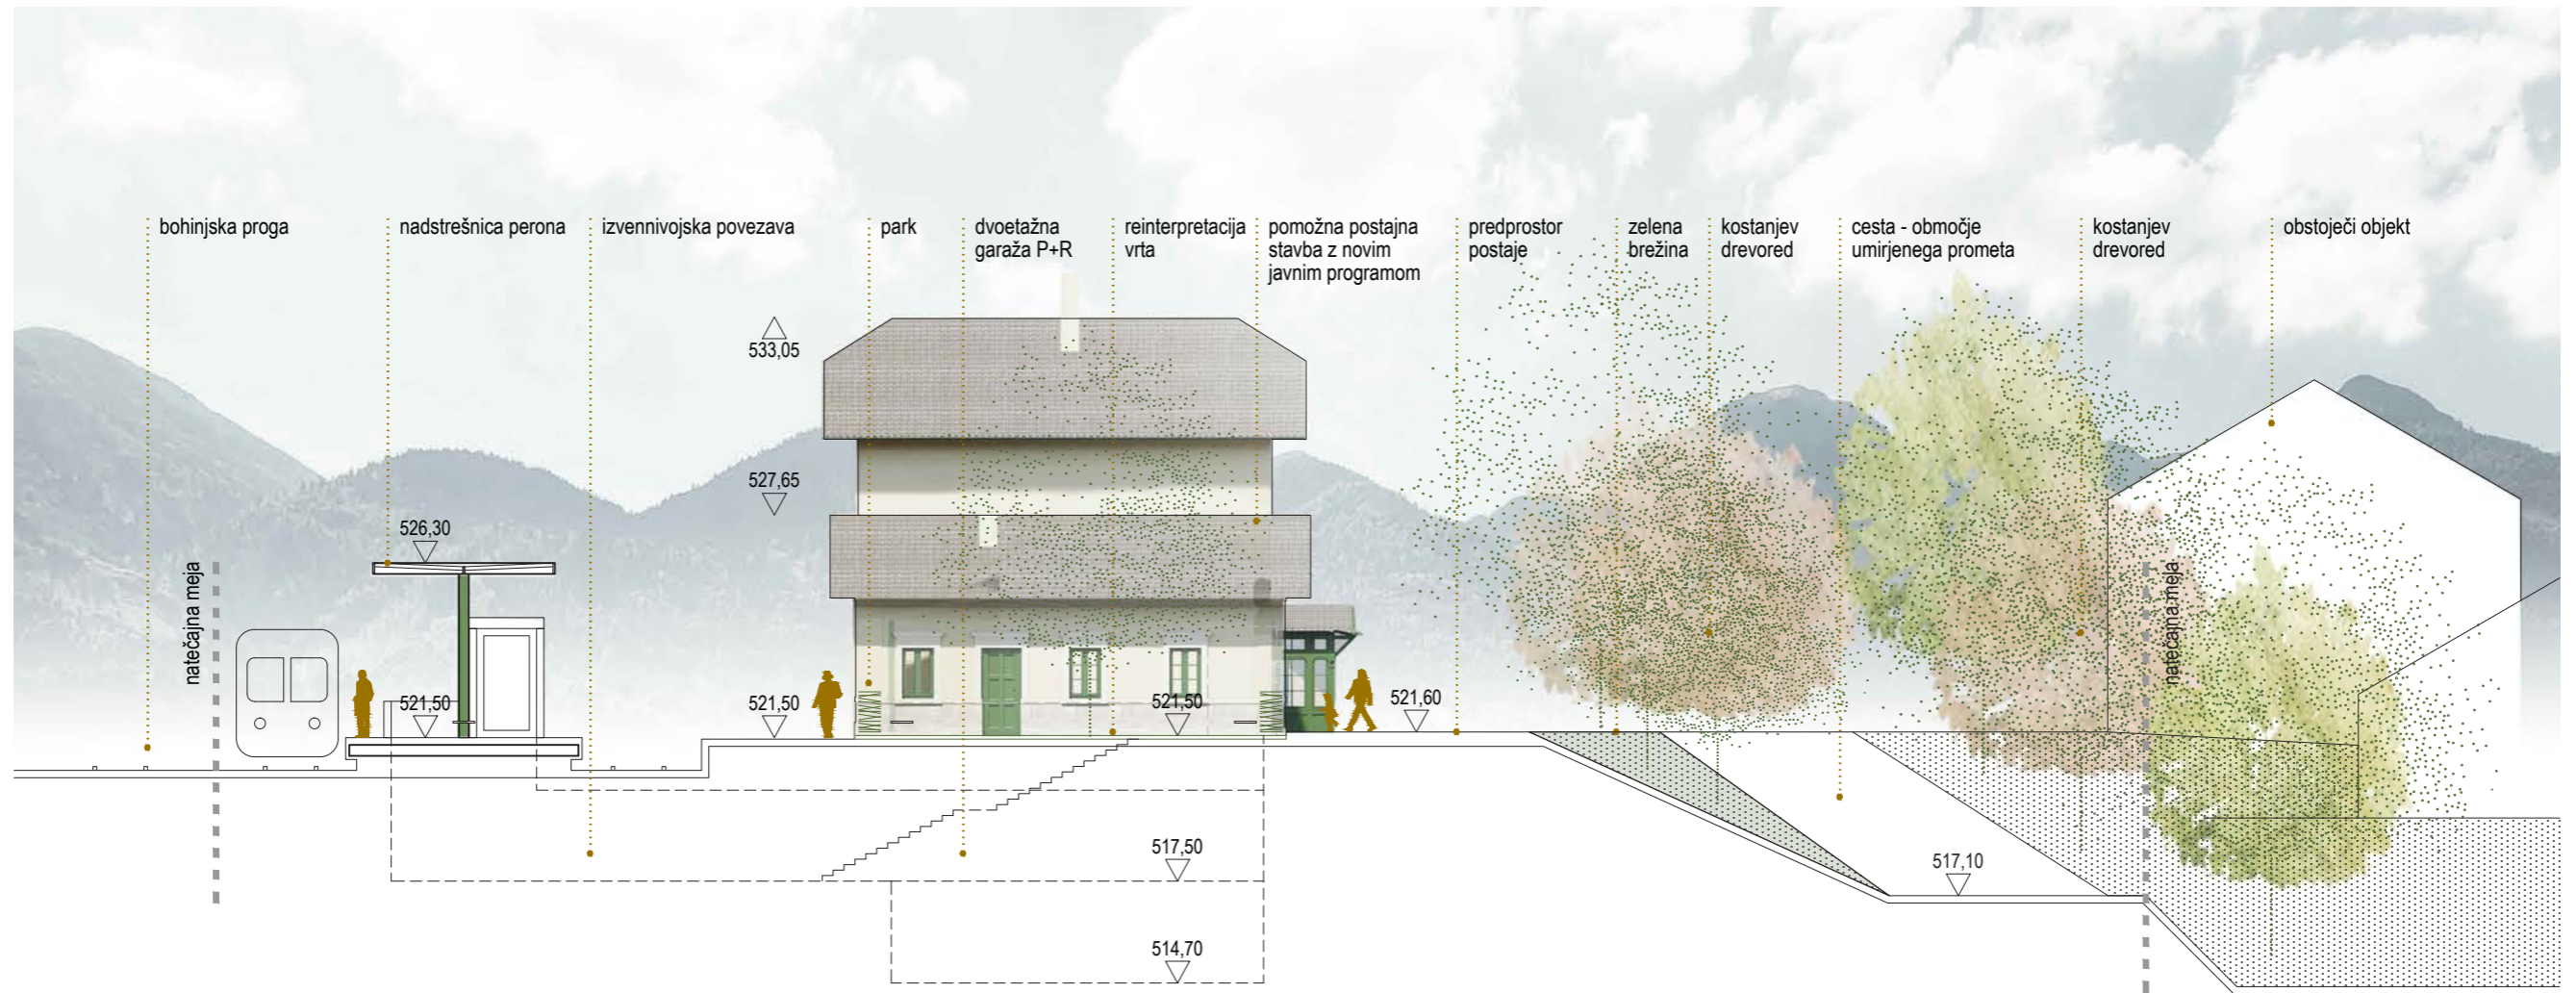 bohinjska proga
nadstrešnica perona
izvennivojska povezava
park
dvoetažna
garaža P+R
reinterpretacija
vrta
pomožna postajna
stavba z novim
javnim programom
predprostor
postaje
zelena
brežina
kostanjev
drevored
cesta - območje
umirjenega prometa
kostanjev
drevored
obstoječi objekt
533,05
527,65
526,30
natečajna meja
natečajna meja
521,50
521,50
521,50
521,60
517,50
517,10
514,70